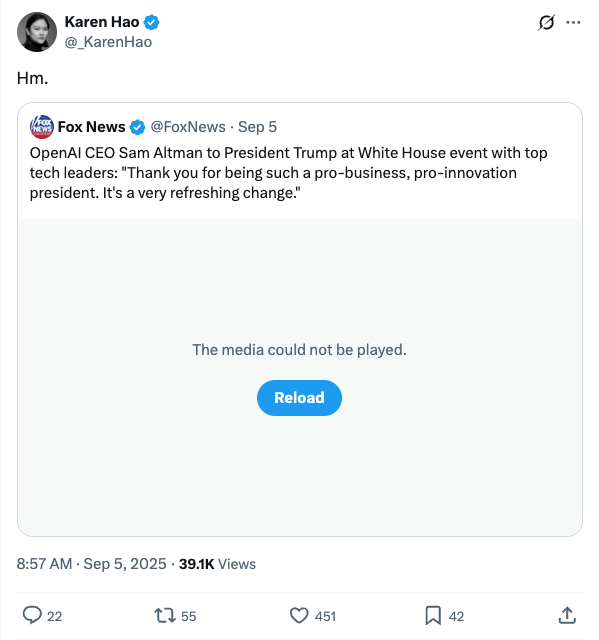 Karen Hao
@_KarenHao
Hm.
FOX NEWS
Fox News @FoxNews · Sep 5
OpenAI CEO Sam Altman to President Trump at White House event with top
tech leaders: "Thank you for being such a pro-business, pro-innovation
president. It's a very refreshing change."
The media could not be played.
Reload
8:57 AM · Sep 5, 2025 · 39.1K Views
22 55 451 42